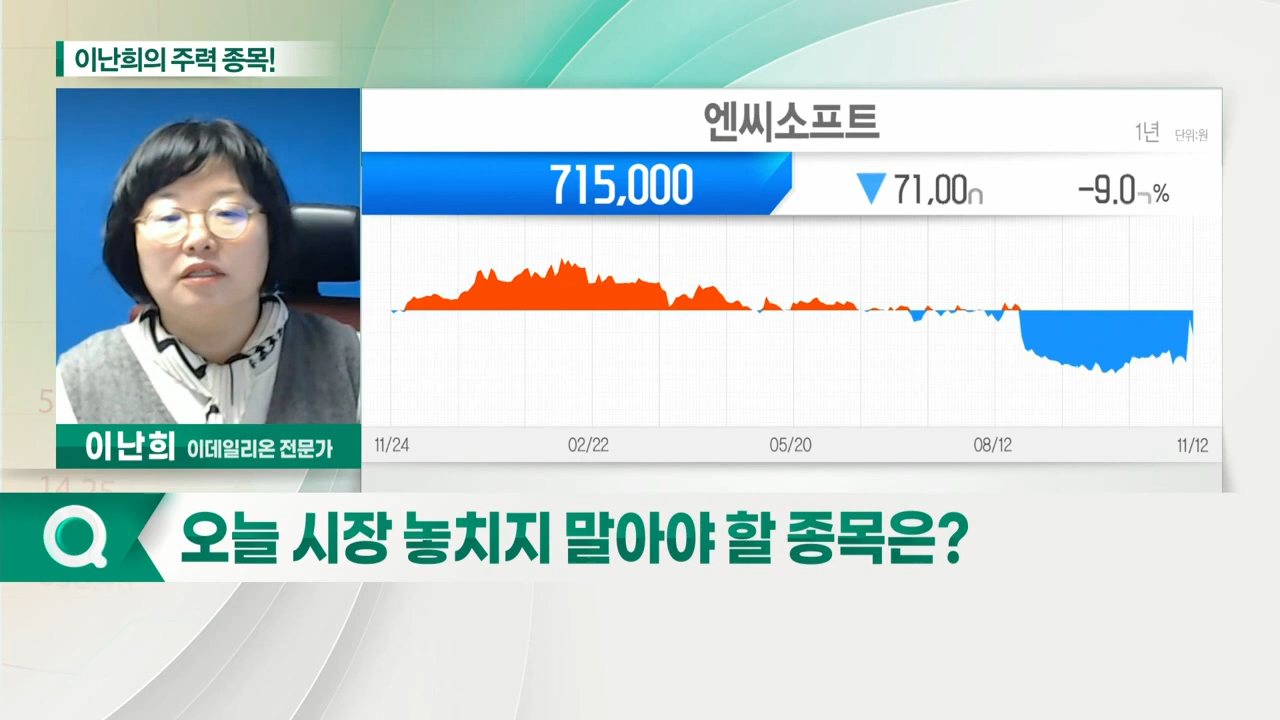 이난희의 주력 종목!
엔씨소프트
1년 단위:원
715,000
▼ 71,00
-9.0 %
11/24 02/22 05/20 08/12 11/12
이난희 이데일리온 전문가
오늘 시장 놓치지 말아야 할 종목은?